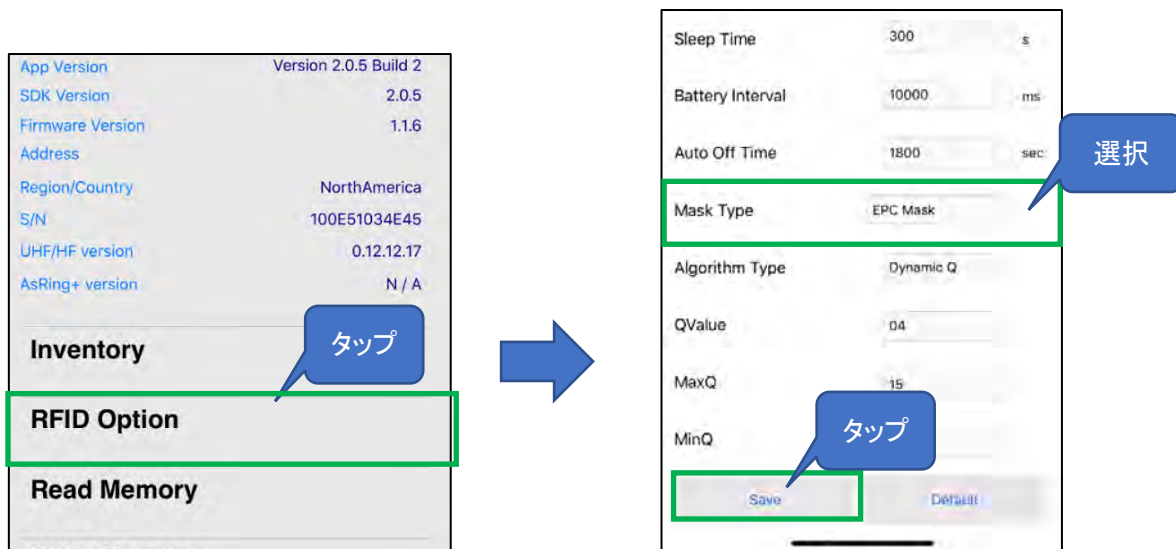 App Version Version 2.0.5 Build 2
SDK Version 2.0.5
Firmware Version 1.1.6
Address
Region/Country NorthAmerica
S/N 100E51034E45
UHF/HF version 0.12.12.17
AsRing+ version N / A
Inventory
タップ
RFID Option
Read Memory
Sleep Time 300 s
Battery Interval 10000 ms
Auto Off Time 1800 sec
選択
Mask Type EPC Mask
Algorithm Type Dynamic Q
QValue 04
MaxQ 15
MinQ
タップ
Save Default